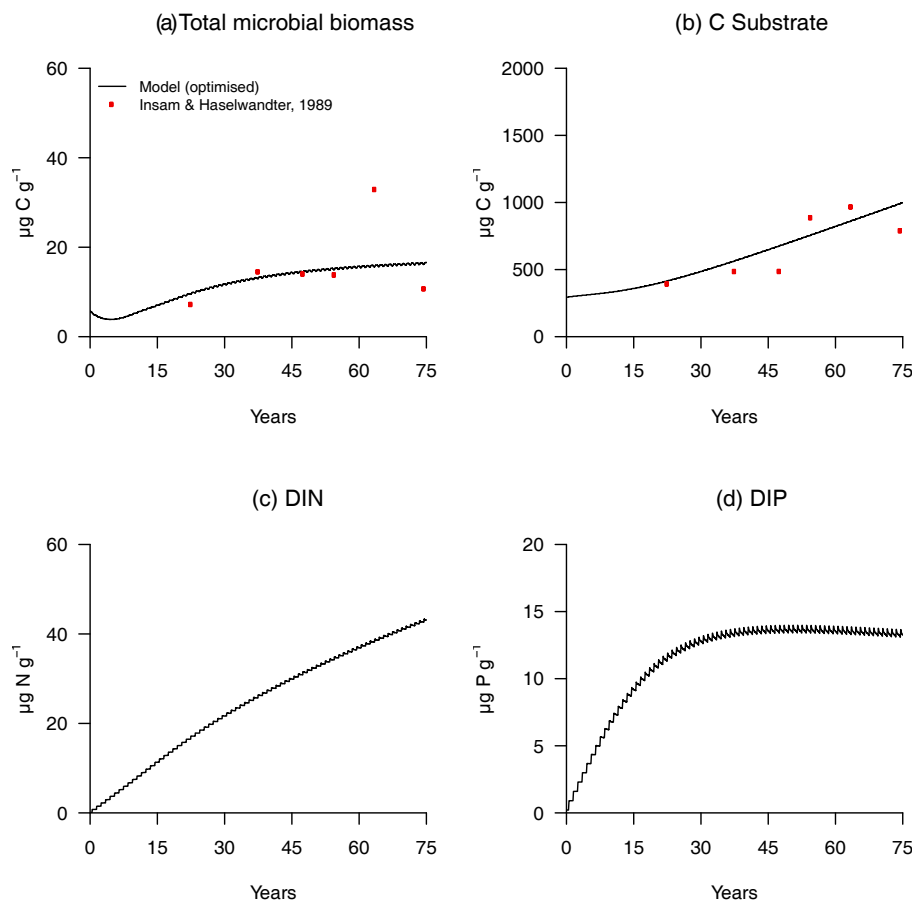 (a) Total microbial biomass
60
40
20
0
µg C g⁻¹
Model (optimised)
Insam & Haselwandter, 1989
0 15 30 45 60 75
Years
(b) C Substrate
2000
1500
1000
500
0
µg C g⁻¹
0 15 30 45 60 75
Years
(c) DIN
60
40
20
0
µg N g⁻¹
0 15 30 45 60 75
Years
(d) DIP
20
15
10
5
0
µg P g⁻¹
0 15 30 45 60 75
Years